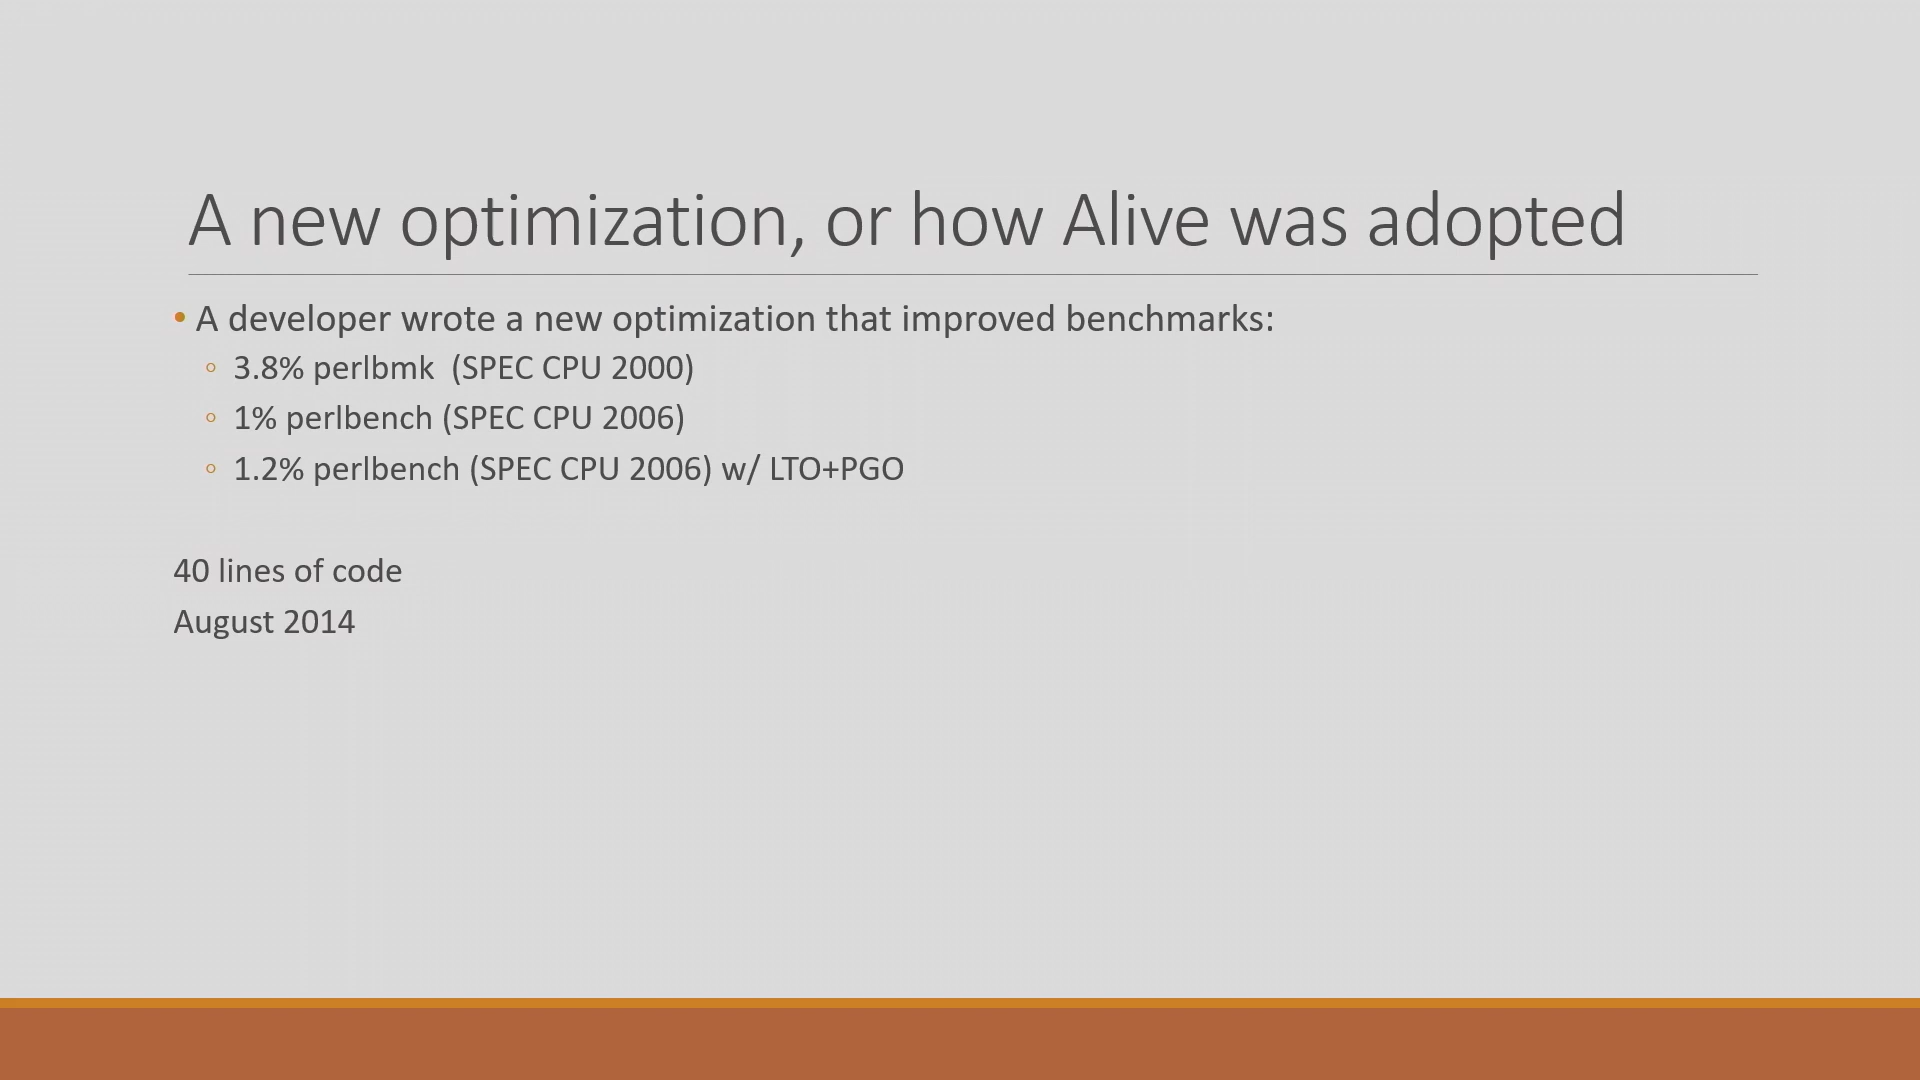 A new optimization, or how Alive was adopted
• A developer wrote a new optimization that improved benchmarks:
◦ 3.8% perlbmk (SPEC CPU 2000)
◦ 1% perlbench (SPEC CPU 2006)
◦ 1.2% perlbench (SPEC CPU 2006) w/ LTO+PGO
40 lines of code
August 2014